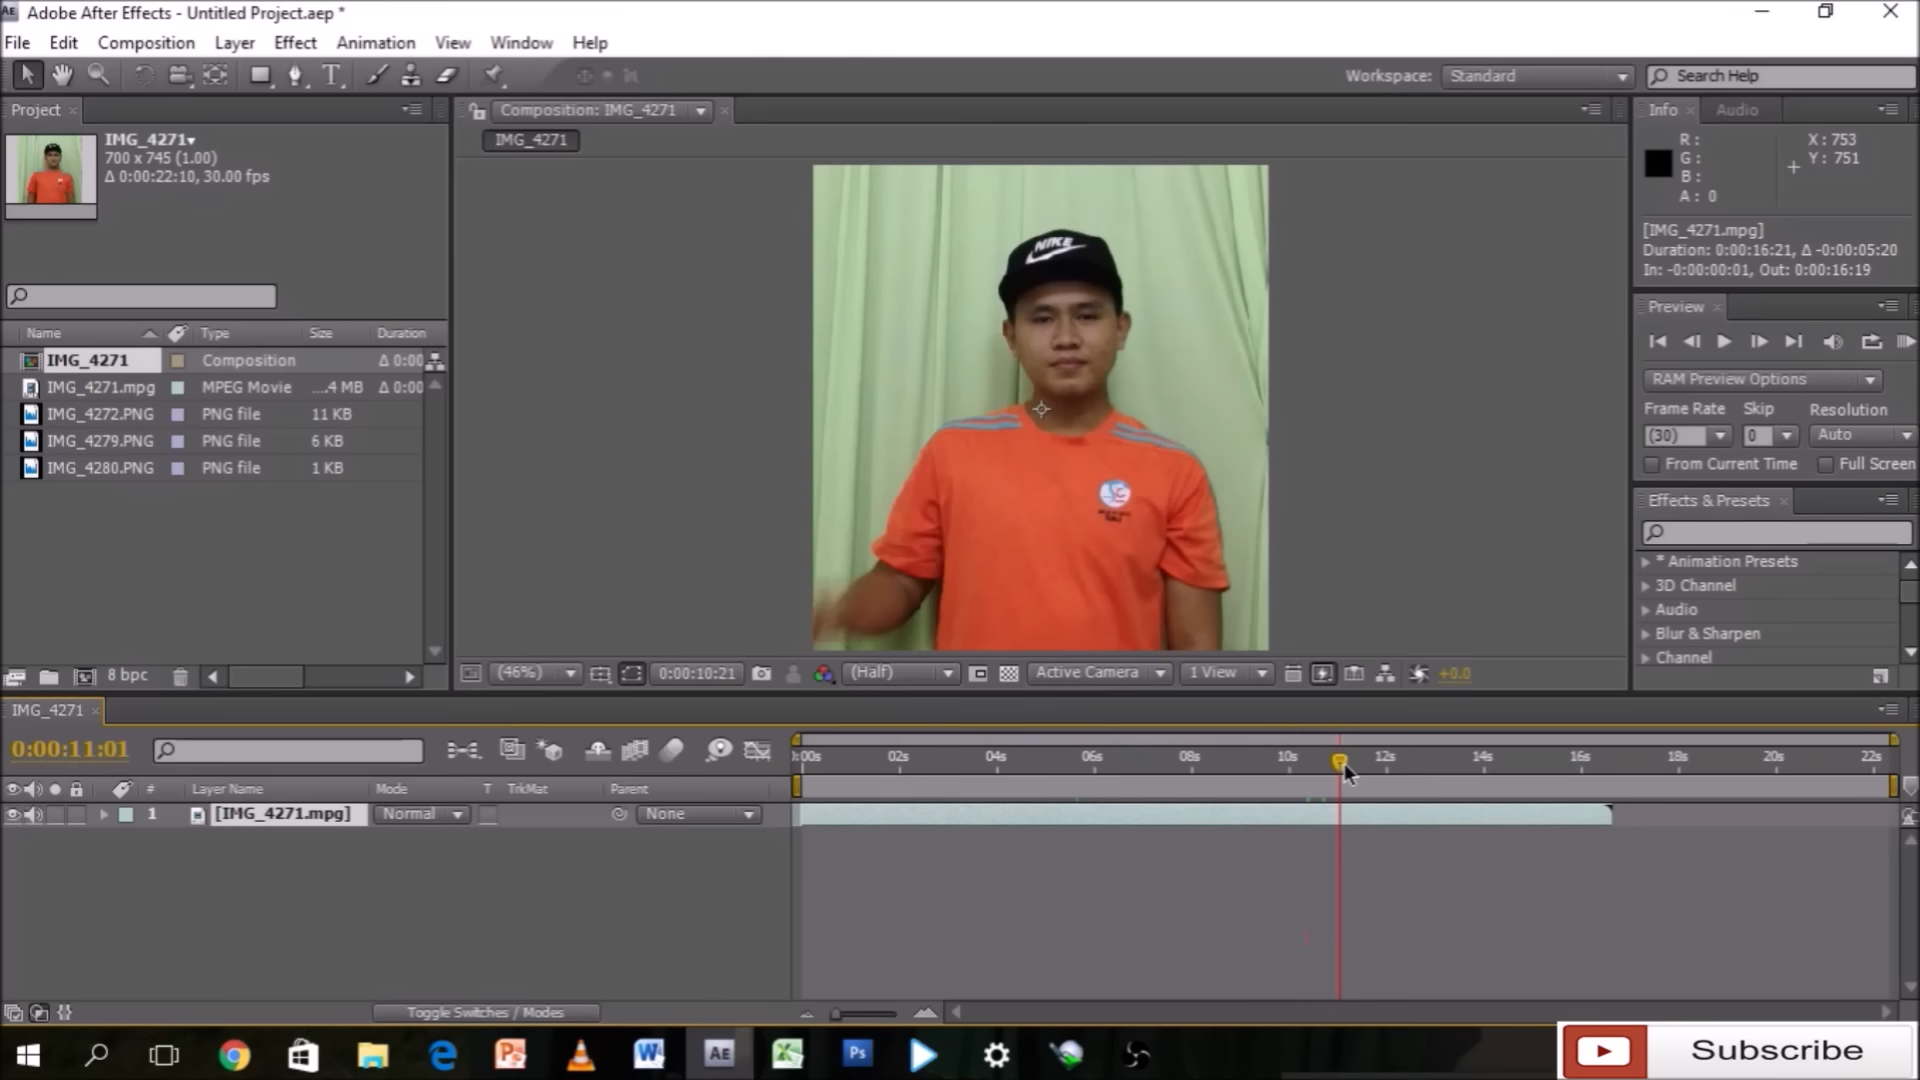 Adobe After Effects - Untitled Project.aep *
File Edit Composition Layer Effect Animation View Window Help
Workspace: Standard Search Help
Project
IMG_4271
700 x 745 (1.00)
Δ 0:00:22:10, 30.00 fps
Name Type Size Duration
IMG_4271 Composition Δ 0:00
IMG_4271.mpg MPEG Movie ....4 MB Δ 0:00
IMG_4272.PNG PNG file 11 KB
IMG_4279.PNG PNG file 6 KB
IMG_4280.PNG PNG file 1 KB
8 bpc
Composition: IMG_4271
IMG_4271
NIKE
(46%) 0:00:10:21 (Half) Active Camera 1 View +0.0
Info Audio
R: X: 753
G: Y: 751
B:
A: 0
[IMG_4271.mpg]
Duration: 0:00:16:21, Δ -0:00:05:20
In: -0:00:00:01, Out: 0:00:16:19
Preview
RAM Preview Options
Frame Rate Skip Resolution
(30) 0 Auto
From Current Time Full Screen
Effects & Presets
* Animation Presets
3D Channel
Audio
Blur & Sharpen
Channel
IMG_4271
0:00:11:01
):00s 02s 04s 06s 08s 10s 12s 14s 16s 18s 20s 22s
# Layer Name Mode T TrkMat Parent
1 [IMG_4271.mpg] Normal None
Toggle Switches / Modes
AE Ps
Subscribe